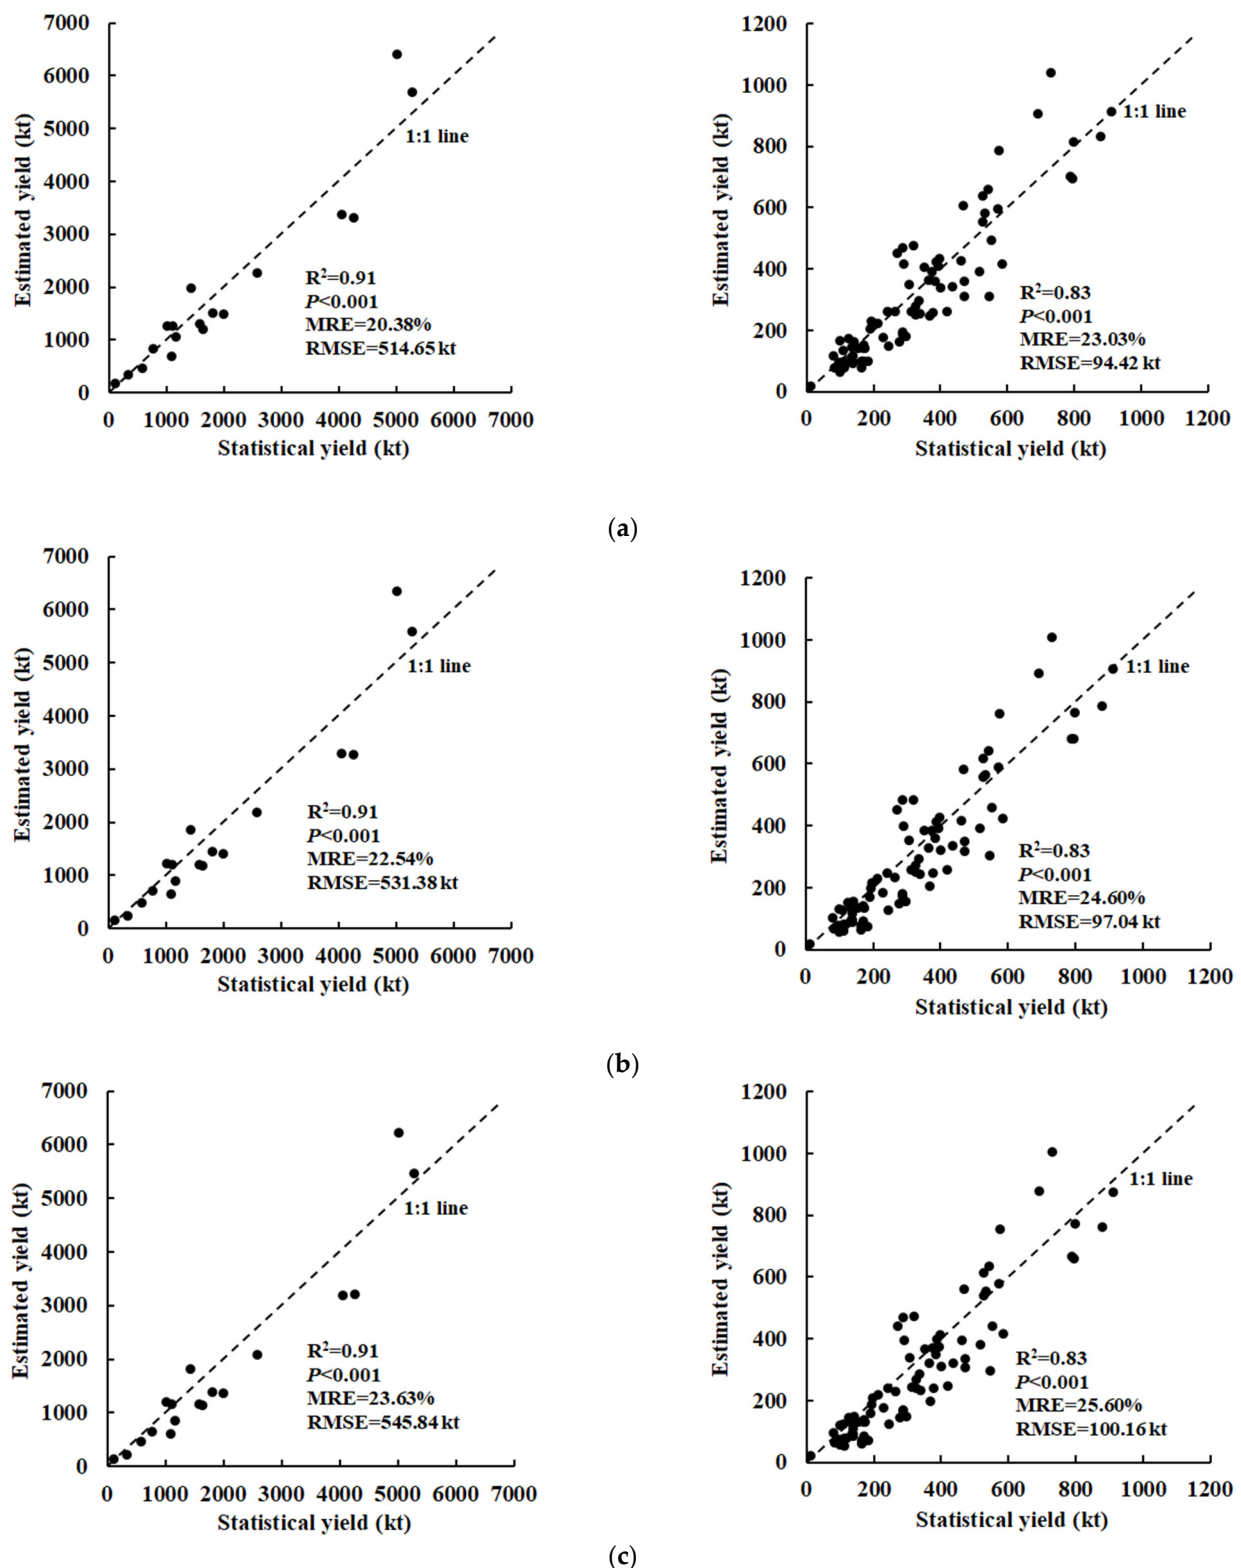 7000
6000
5000
4000
3000
2000
1000
0
Estimated yield (kt)
1:1 line
R²=0.91
P<0.001
MRE=20.38%
RMSE=514.65 kt
0 1000 2000 3000 4000 5000 6000 7000
Statistical yield (kt)
1200
1000
800
600
400
200
0
Estimated yield (kt)
1:1 line
R²=0.83
P<0.001
MRE=23.03%
RMSE=94.42 kt
0 200 400 600 800 1000 1200
Statistical yield (kt)
(a)
7000
6000
5000
4000
3000
2000
1000
0
Estimated yield (kt)
1:1 line
R²=0.91
P<0.001
MRE=22.54%
RMSE=531.38 kt
0 1000 2000 3000 4000 5000 6000 7000
Statistical yield (kt)
1200
1000
800
600
400
200
0
Estimated yield (kt)
1:1 line
R²=0.83
P<0.001
MRE=24.60%
RMSE=97.04 kt
0 200 400 600 800 1000 1200
Statistical yield (kt)
(b)
7000
6000
5000
4000
3000
2000
1000
0
Estimated yield (kt)
1:1 line
R²=0.91
P<0.001
MRE=23.63%
RMSE=545.84 kt
0 1000 2000 3000 4000 5000 6000 7000
Statistical yield (kt)
1200
1000
800
600
400
200
0
Estimated yield (kt)
1:1 line
R²=0.83
P<0.001
MRE=25.60%
RMSE=100.16 kt
0 200 400 600 800 1000 1200
Statistical yield (kt)
(c)